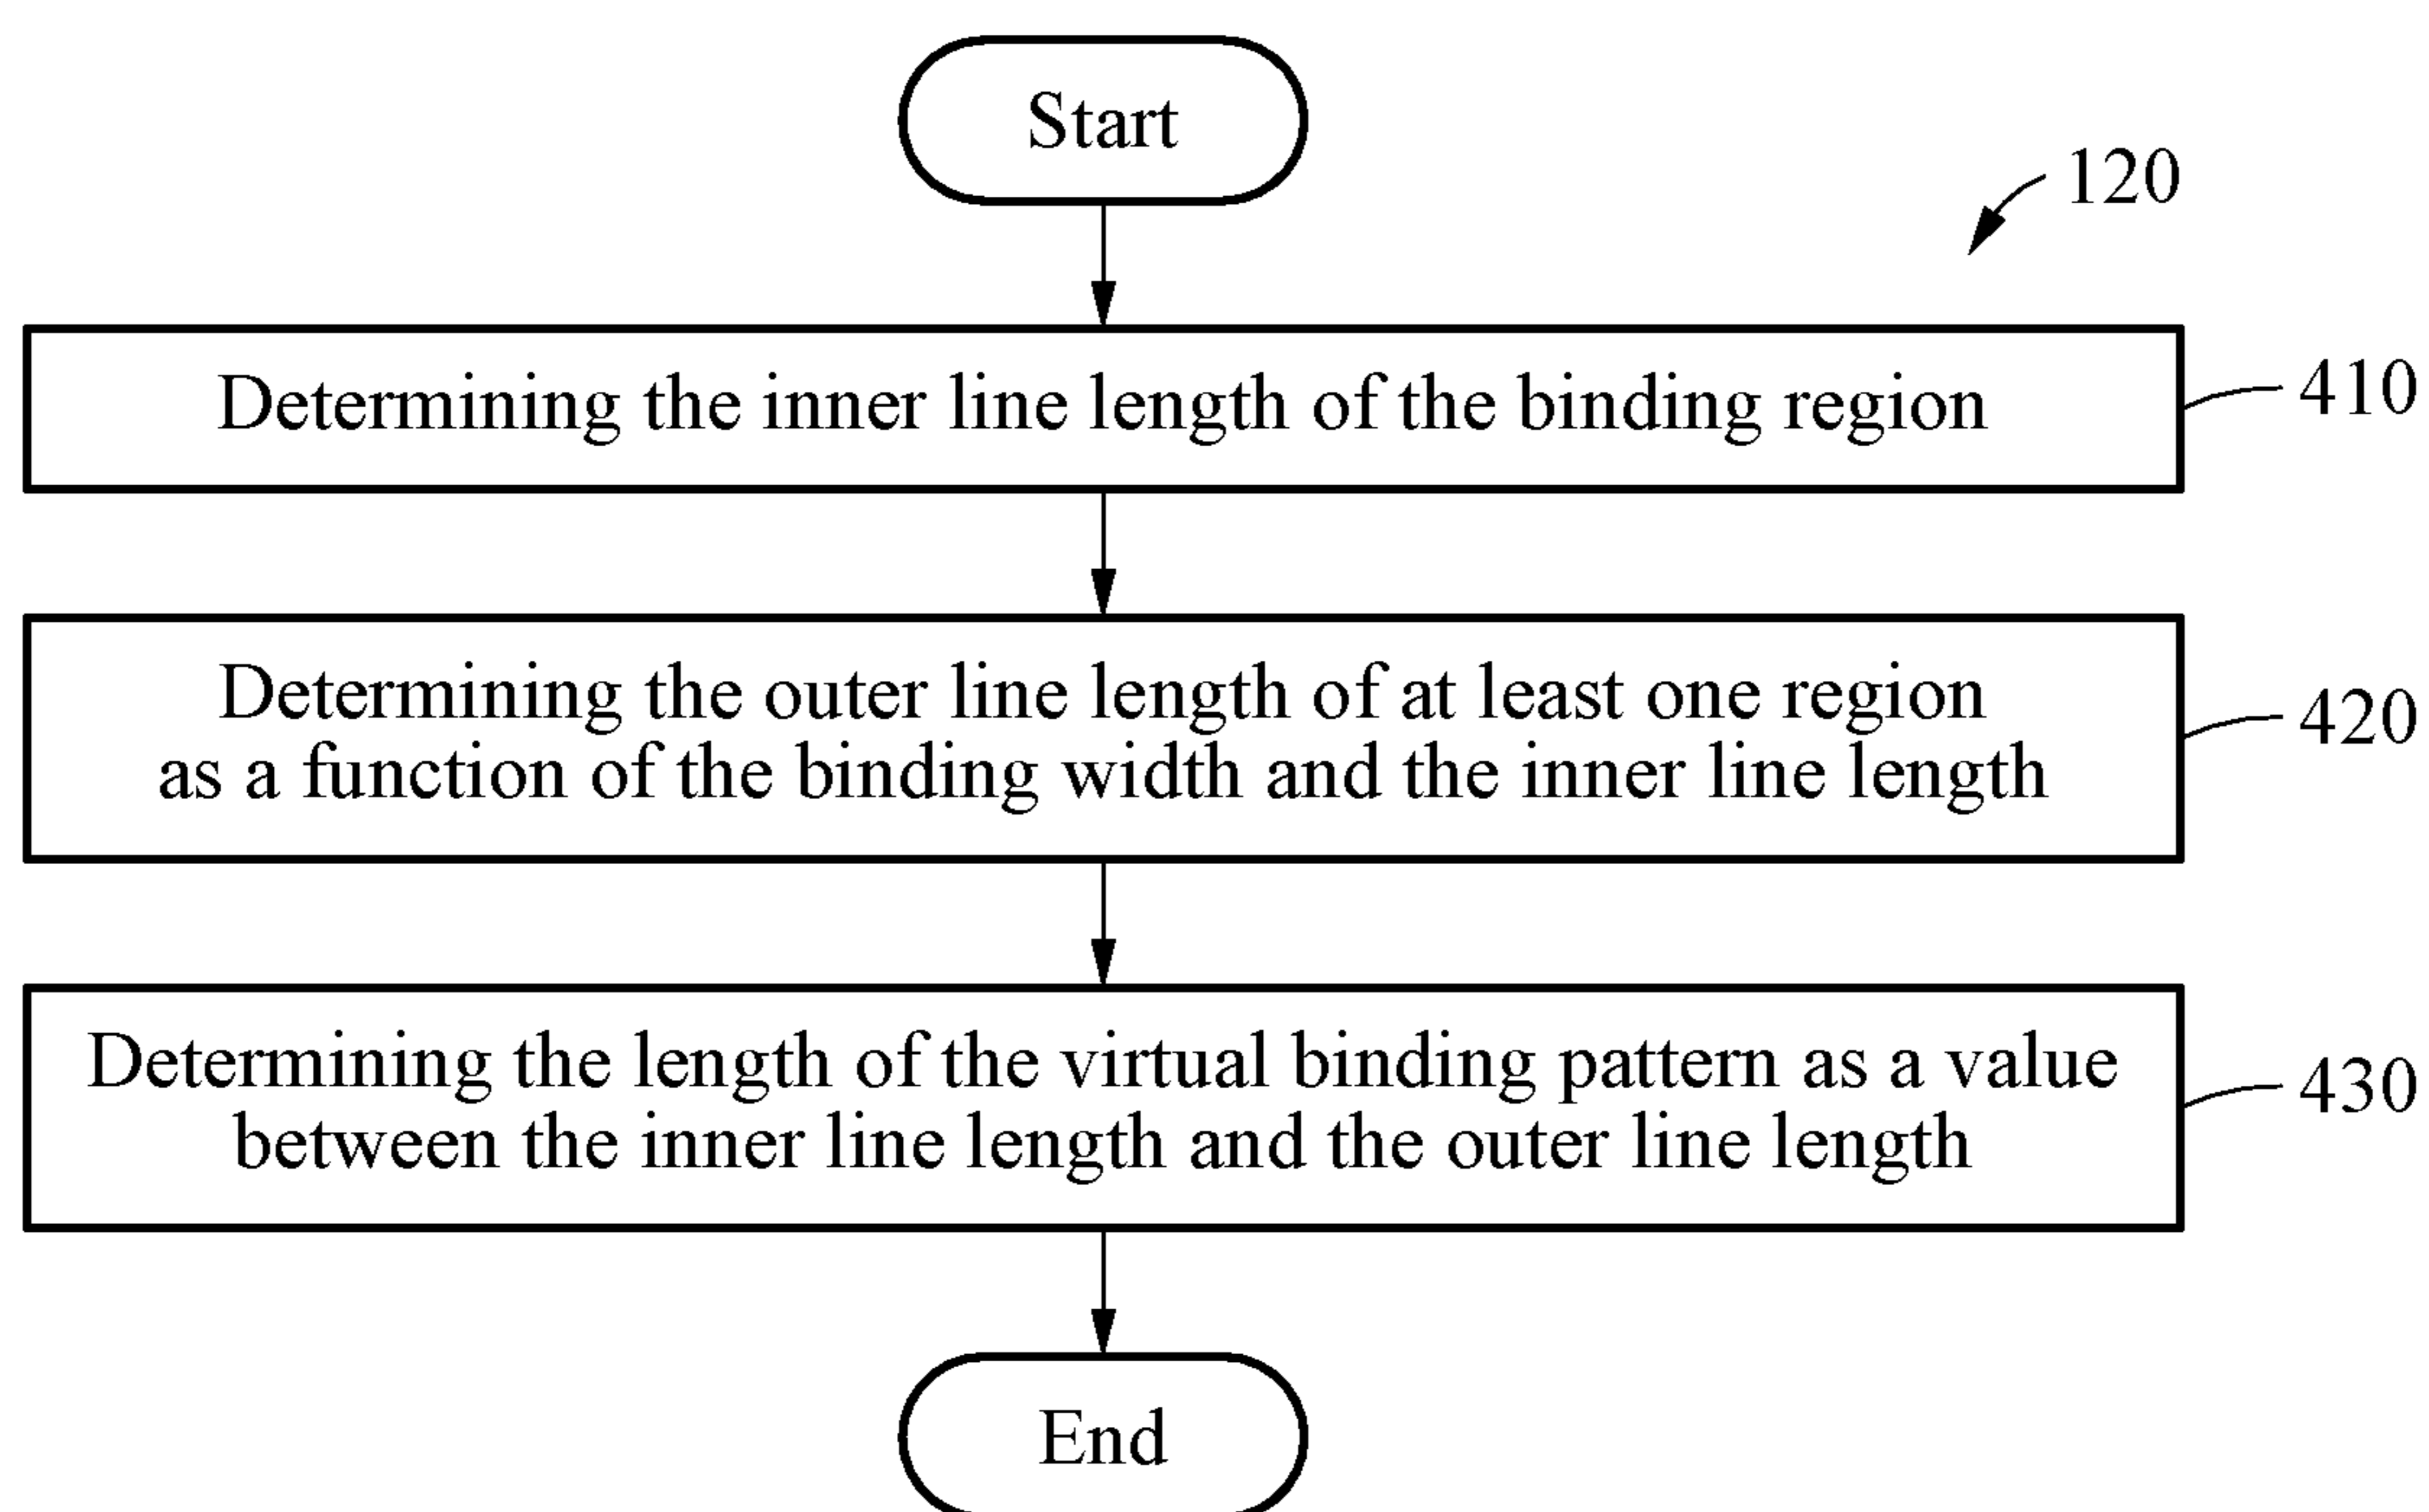 Start
120
Determining the inner line length of the binding region
410
Determining the outer line length of at least one region
as a function of the binding width and the inner line length
420
Determining the length of the virtual binding pattern as a value
between the inner line length and the outer line length
430
End